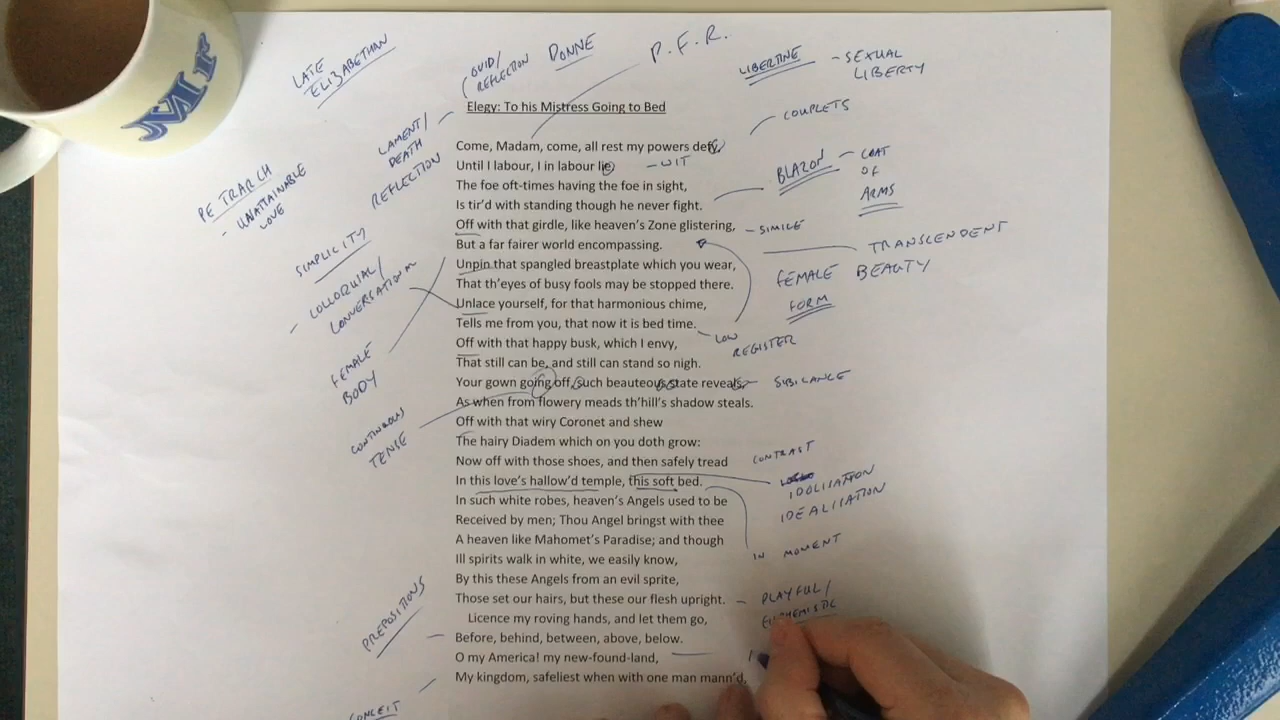 Mr
LATE
ELIZABETHAN
OVID/
REFLECTION
DONNE
P.F.R.
LIBERTINE
- SEXUAL
LIBERTY
Elegy: To his Mistress Going to Bed
COUPLETS
LAMENT/
DEATH
REFLECTION
PETRARCH
- UNATTAINABLE
LOVE
Come, Madam, come, all rest my powers defy,
Until I labour, I in labour lie.
- WIT
The foe oft-times having the foe in sight,
Is tir’d with standing though he never fight.
BLAZON
- COAT
OF
ARMS
Off with that girdle, like heaven’s Zone glistering,
- SIMILE
But a far fairer world encompassing.
TRANSCENDENT
FEMALE BEAUTY
FORM
SIMPLICITY
- COLLOQUIAL/
CONVERSATIONAL
Unpin that spangled breastplate which you wear,
That th’eyes of busy fools may be stopped there.
Unlace yourself, for that harmonious chime,
Tells me from you, that now it is bed time.
- LOW
REGISTER
Off with that happy busk, which I envy,
That still can be, and still can stand so nigh.
FEMALE
BODY
Your gown going off, such beauteous state reveals,
- SIBILANCE
As when from flowery meads th’hill’s shadow steals.
CONTINUOUS
TENSE
Off with that wiry Coronet and shew
The hairy Diadem which on you doth grow:
Now off with those shoes, and then safely tread
CONTRAST
In this love’s hallow’d temple, this soft bed.
IDOLISATION
IDEALISATION
In such white robes, heaven’s Angels used to be
Received by men; Thou Angel bringst with thee
A heaven like Mahomet’s Paradise; and though
IN MOMENT
Ill spirits walk in white, we easily know,
By this these Angels from an evil sprite,
Those set our hairs, but these our flesh upright.
- PLAYFUL/
EUPHEMISTIC
Licence my roving hands, and let them go,
PREPOSITIONS
Before, behind, between, above, below.
O my America! my new-found-land,
My kingdom, safeliest when with one man mann’d,
CONCEIT